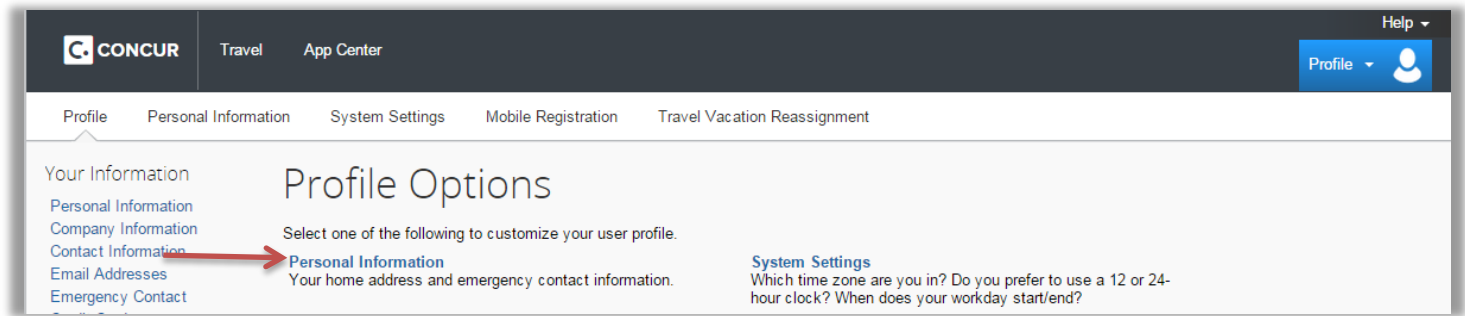 Help
C. CONCUR Travel App Center
Profile
Profile Personal Information System Settings Mobile Registration Travel Vacation Reassignment
Your Information
Personal Information
Company Information
Contact Information
Email Addresses
Emergency Contact
Profile Options
Select one of the following to customize your user profile.
Personal Information
Your home address and emergency contact information.
System Settings
Which time zone are you in? Do you prefer to use a 12 or 24-
hour clock? When does your workday start/end?